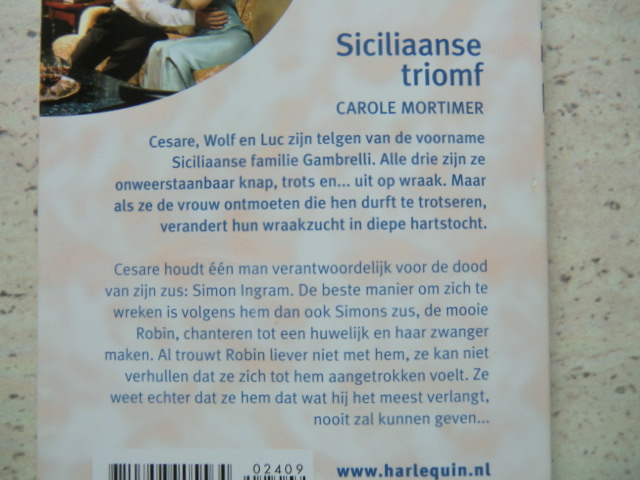 Siciliaanse
triomf
CAROLE MORTIMER
Cesare, Wolf en Luc zijn telgen van de voorname
Siciliaanse familie Gambrelli. Alle drie zijn ze
onweerstaanbaar knap, trots en... uit op wraak. Maar
als ze de vrouw ontmoeten die hen durft te trotseren,
verandert hun wraakzucht in diepe hartstocht.
Cesare houdt één man verantwoordelijk voor de dood
van zijn zus: Simon Ingram. De beste manier om zich te
wreken is volgens hem dan ook Simons zus, de mooie
Robin, chanteren tot een huwelijk en haar zwanger
maken. Al trouwt Robin liever niet met hem, ze kan niet
verhullen dat ze zich tot hem aangetrokken voelt. Ze
weet echter dat ze hem dat wat hij het meest verlangt,
nooit zal kunnen geven...
02409
www.harlequin.nl